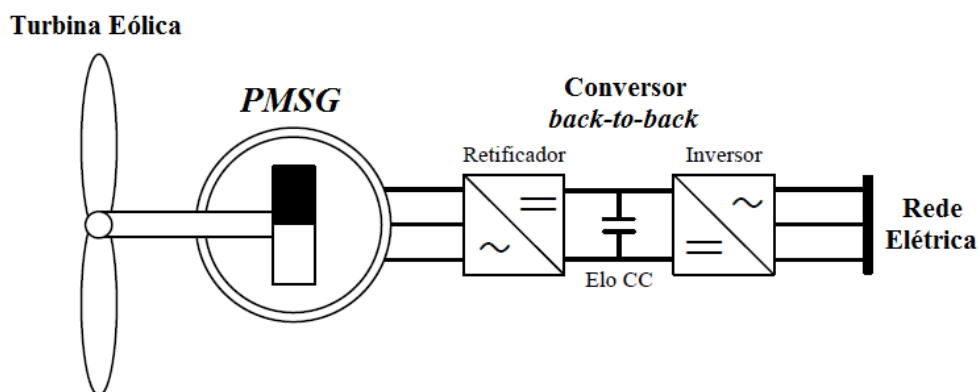 Turbina Eólica
PMSG
Conversor
back-to-back
Retificador
Inversor
Elo CC
Rede
Elétrica